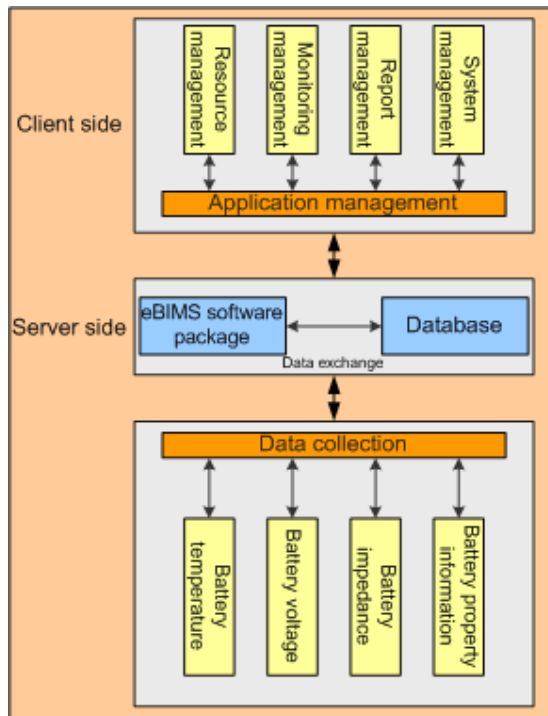 Client side
Resource
management
Monitoring
management
Report
management
System
management
Application management
Server side
eBIMS software
package
Database
Data exchange
Data collection
Battery
temperature
Battery voltage
Battery
impedance
Battery property
information